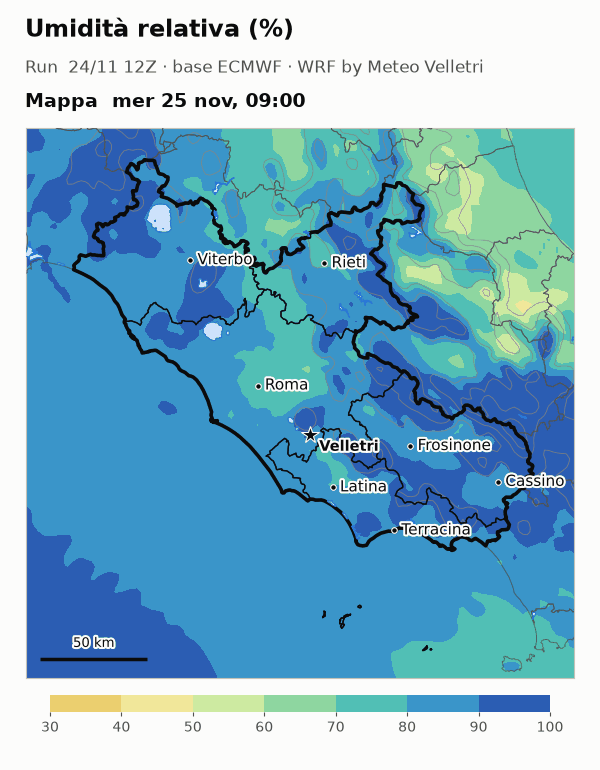 Umidità relativa (%)
Run  24/11 12Z · base ECMWF · WRF by Meteo Velletri
Mappa  mer 25 nov, 09:00
Viterbo
Rieti
Roma
Velletri
Frosinone
Cassino
Latina
Terracina
50 km
30 40 50 60 70 80 90 100